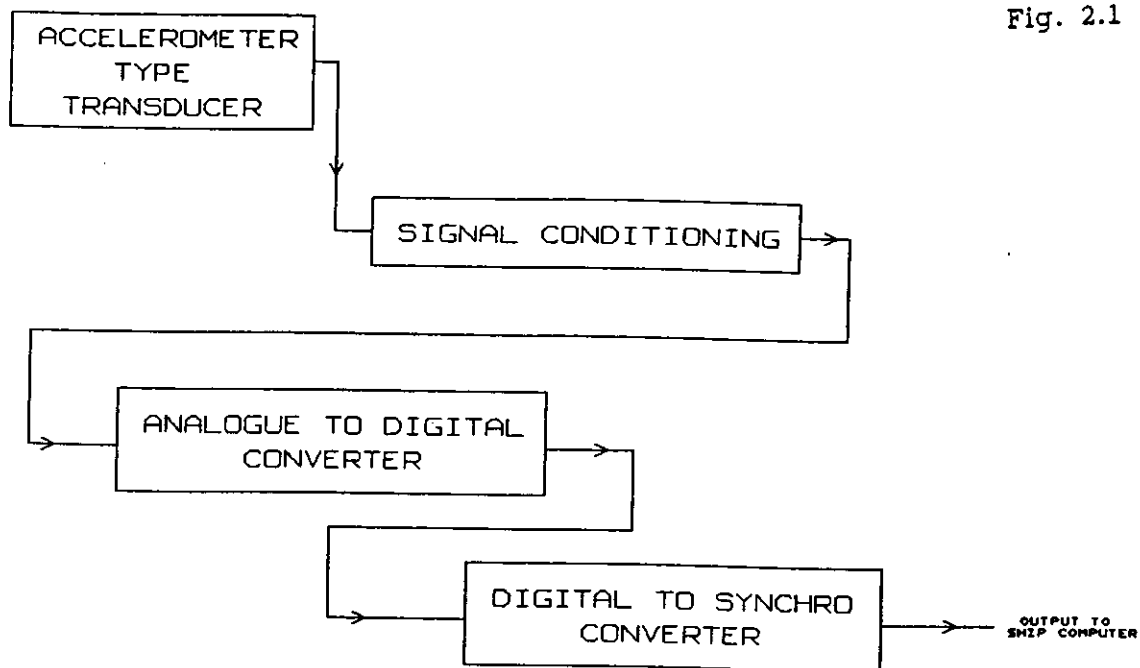 Fig. 2.1
ACCELEROMETER
TYPE
TRANSDUCER
SIGNAL CONDITIONING
ANALOGUE TO DIGITAL
CONVERTER
DIGITAL TO SYNCHRO
CONVERTER
OUTPUT TO
SHIP COMPUTER